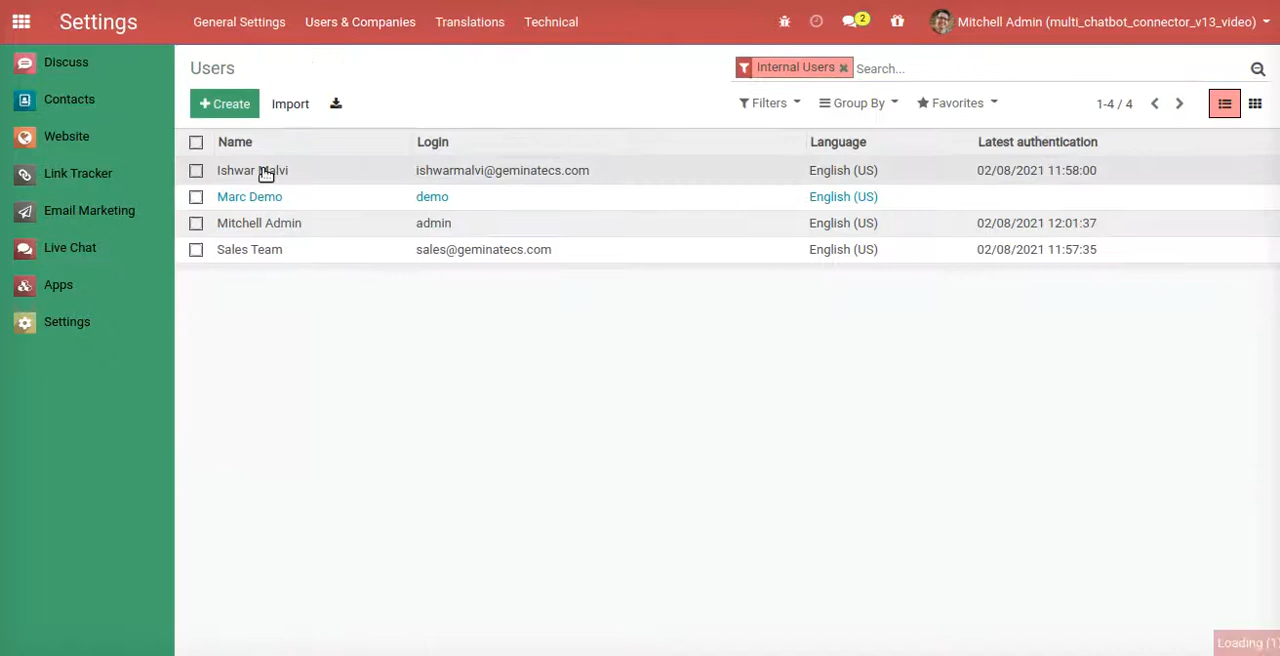 Settings
General Settings
Users & Companies
Translations
Technical
2
Mitchell Admin (multi_chatbot_connector_v13_video)
Discuss
Contacts
Website
Link Tracker
Email Marketing
Live Chat
Apps
Settings
Users
Internal Users
Search...
Create
Import
Filters
Group By
Favorites
1-4 / 4
Name Login Language Latest authentication
Ishwar Malvi ishwarmalvi@geminatecs.com English (US) 02/08/2021 11:58:00
Marc Demo demo English (US)
Mitchell Admin admin English (US) 02/08/2021 12:01:37
Sales Team sales@geminatecs.com English (US) 02/08/2021 11:57:35
Loading (1)